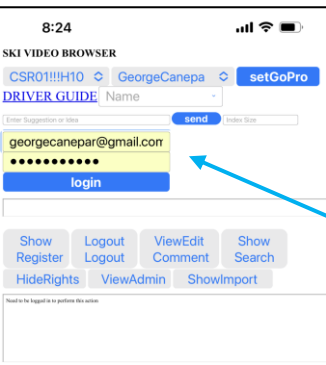 8:24
SKI VIDEO BROWSER
CSR01!!!H10 GeorgeCanepa setGoPro
DRIVER GUIDE Name
Enter Suggestion or Idea send Index Size
georgecanepar@gmail.com
●●●●●●●●●●●
login
Show Register Logout Logout ViewEdit Comment Show Search
HideRights ViewAdmin ShowImport
Need to be logged in to perform this action